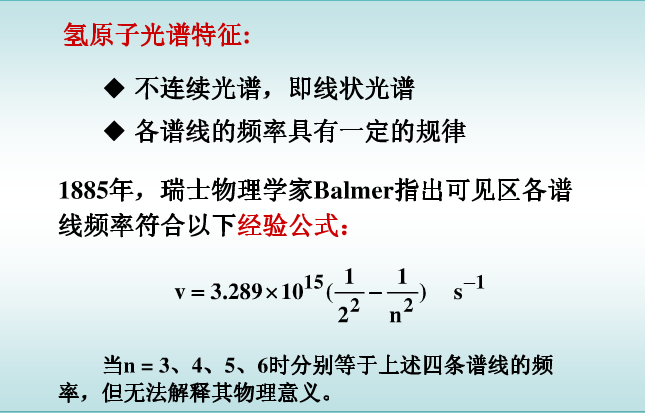 氢原子光谱特征:
◆ 不连续光谱，即线状光谱
◆ 各谱线的频率具有一定的规律
1885年，瑞士物理学家Balmer指出可见区各谱
线频率符合以下经验公式：
v = 3.289×10¹⁵(1/2² − 1/n²) s⁻¹
当n = 3、4、5、6时分别等于上述四条谱线的频
率，但无法解释其物理意义。